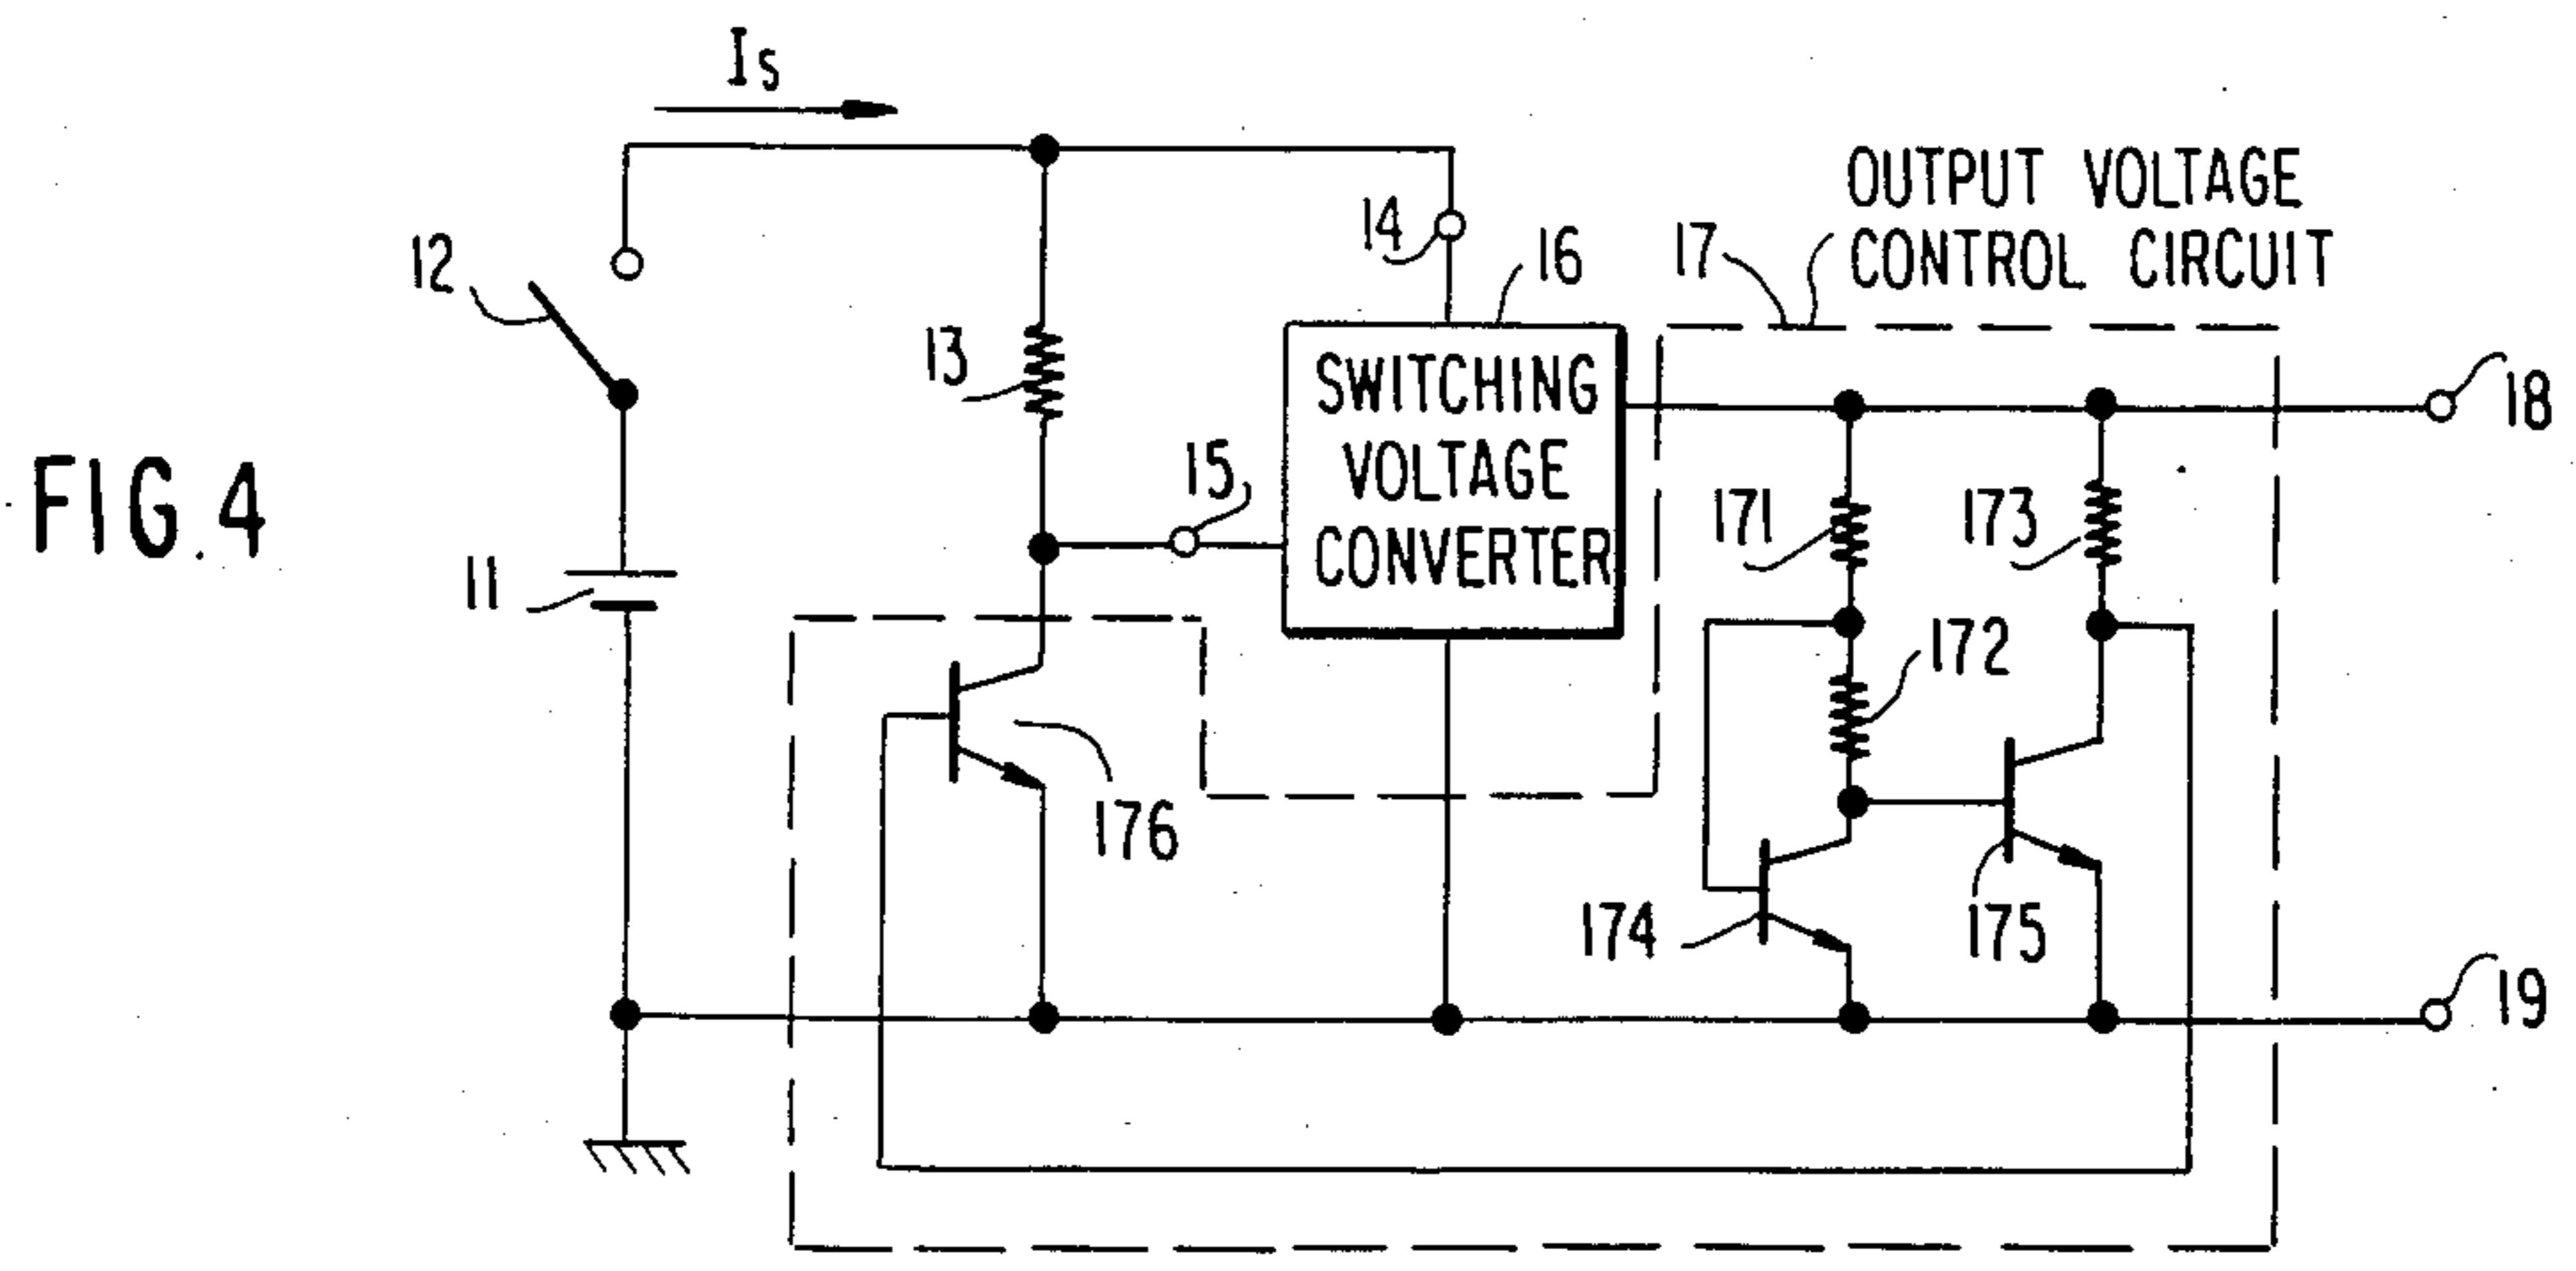 Is
OUTPUT VOLTAGE
CONTROL CIRCUIT
12
14
16
17
13
SWITCHING
VOLTAGE
CONVERTER
18
15
171
173
FIG. 4
11
172
176
174
175
19